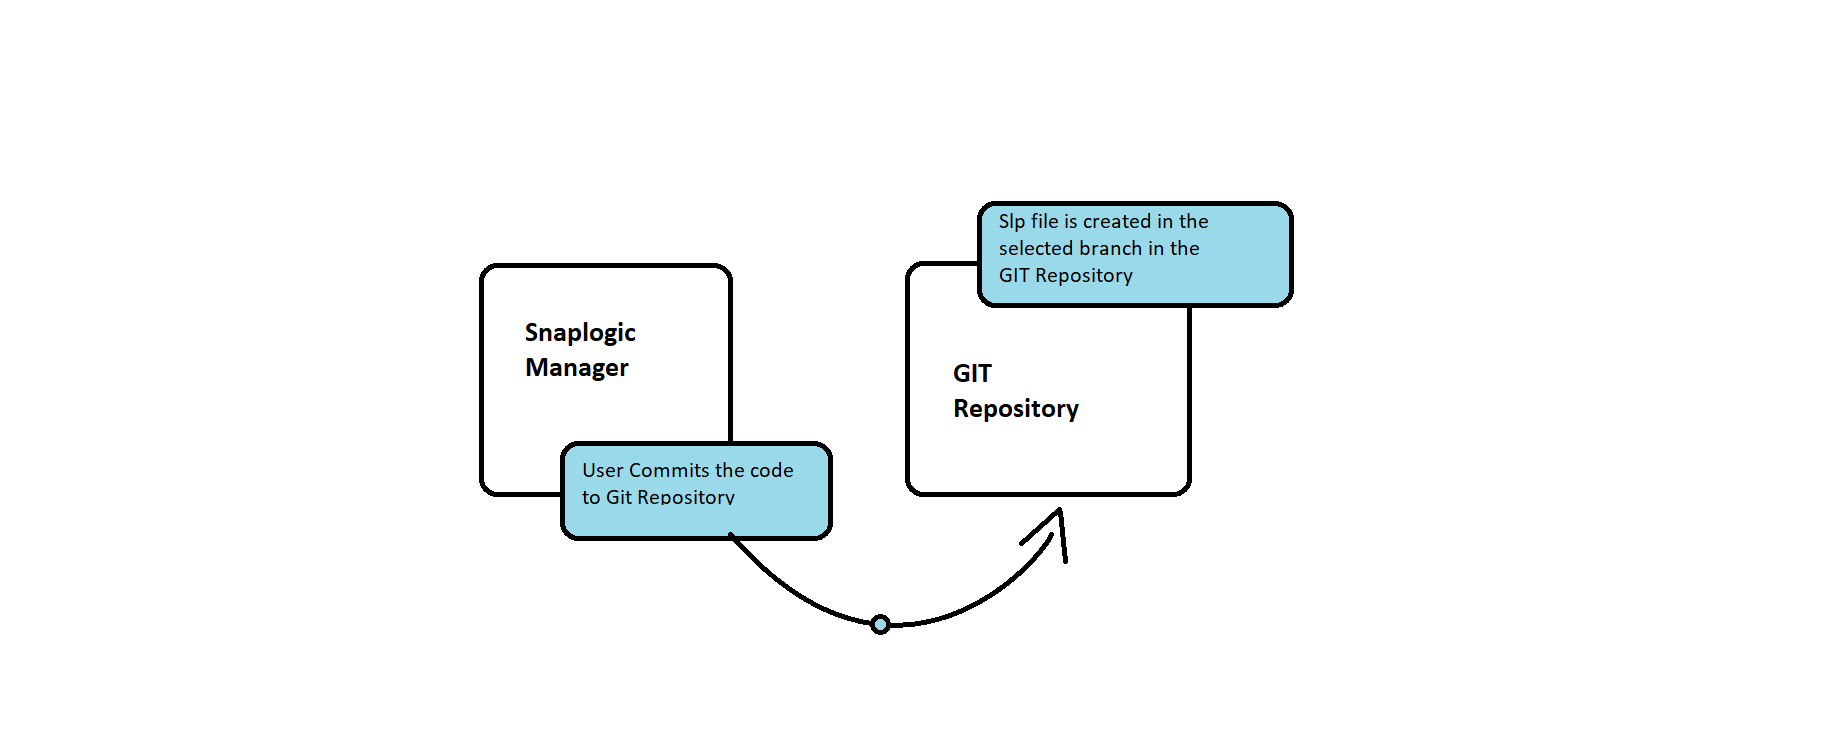 Snaplogic
Manager
User Commits the code
to Git Repository
Slp file is created in the
selected branch in the
GIT Repository
GIT
Repository